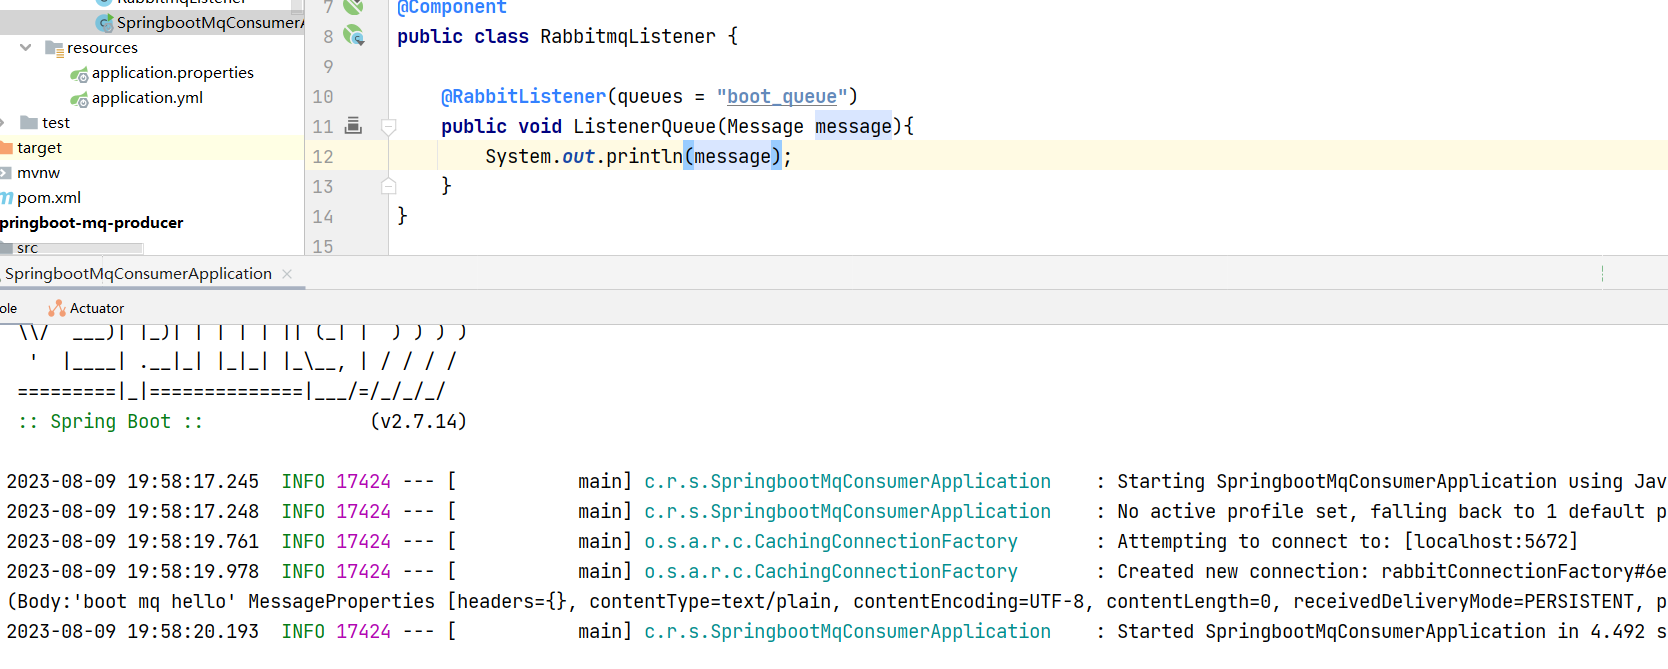 RabbitmqListener
SpringbootMqConsumerA
resources
application.properties
application.yml
test
target
mvnw
pom.xml
pringboot-mq-producer
src
7 @Component
8 public class RabbitmqListener {
9
10 @RabbitListener(queues = "boot_queue")
11 public void ListenerQueue(Message message){
12 System.out.println(message);
13 }
14 }
15
SpringbootMqConsumerApplication
ole Actuator
\\/  ___)| |_)| | | | | || (_| |  ) ) ) )
'  |____| .__|_| |_|_| |_\__, | / / / /
=========|_|==============|___/=/_/_/_/
:: Spring Boot :: (v2.7.14)
2023-08-09 19:58:17.245 INFO 17424 --- [ main] c.r.s.SpringbootMqConsumerApplication : Starting SpringbootMqConsumerApplication using Jav
2023-08-09 19:58:17.248 INFO 17424 --- [ main] c.r.s.SpringbootMqConsumerApplication : No active profile set, falling back to 1 default p
2023-08-09 19:58:19.761 INFO 17424 --- [ main] o.s.a.r.c.CachingConnectionFactory : Attempting to connect to: [localhost:5672]
2023-08-09 19:58:19.978 INFO 17424 --- [ main] o.s.a.r.c.CachingConnectionFactory : Created new connection: rabbitConnectionFactory#6e
(Body:'boot mq hello' MessageProperties [headers={}, contentType=text/plain, contentEncoding=UTF-8, contentLength=0, receivedDeliveryMode=PERSISTENT, p
2023-08-09 19:58:20.193 INFO 17424 --- [ main] c.r.s.SpringbootMqConsumerApplication : Started SpringbootMqConsumerApplication in 4.492 s